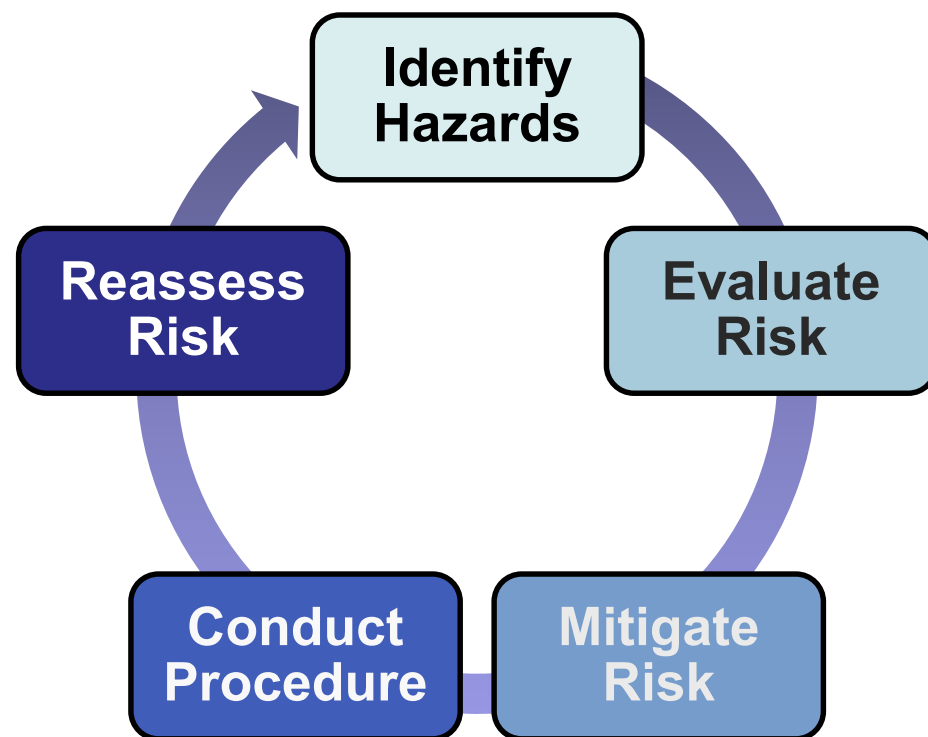 Identify
Hazards
Evaluate
Risk
Mitigate
Risk
Conduct
Procedure
Reassess
Risk